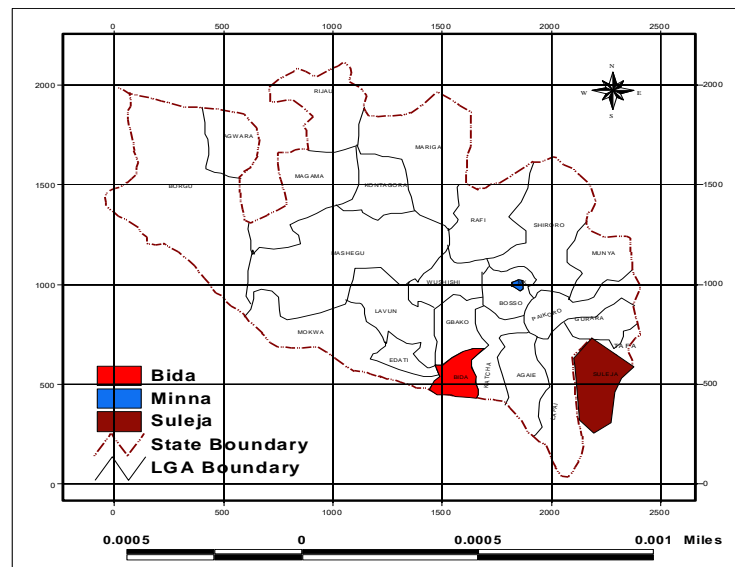 0 500 1000 1500 2000 2500
N
W E
S
2000 2000
RIJAU
AGWARA
MARIGA
MAGAMA
KONTAGORA
1500 BORGU 1500
RAFI
SHIRORO
MASHEGU
MUNYA
WUSHISHI
1000 1000
BOSSO
LAVUN
GBAKO
PAIKORO
GURARA
MOKWA
TAFA
EDATI
Bida
BIDA
KATCHA
AGAIE
SULEJA
500 500
Minna
Suleja
LAPAI
State Boundary
LGA Boundary
0 0
0 500 1000 1500 2000 2500
0.0005 0 0.0005 0.001 Miles